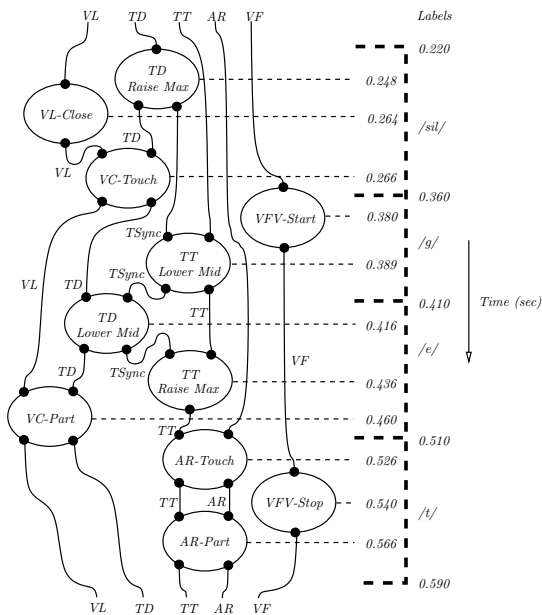 VL TD TT AR VF Labels
0.220
TD
Raise Max
0.248
VL-Close
0.264
/sil/
TD
VL
VC-Touch
0.266
0.360
VFV-Start
0.380
TSync
/g/
TT
Lower Mid
0.389
TSync
VL
TD
TT
0.410
Time (sec)
TD
Lower Mid
0.416
/e/
VF
TD
TSync
TT
Raise Max
0.436
VC-Part
0.460
TT
0.510
AR-Touch
0.526
TT
AR
VFV-Stop
0.540
/t/
AR-Part
0.566
0.590
VL TD TT AR VF